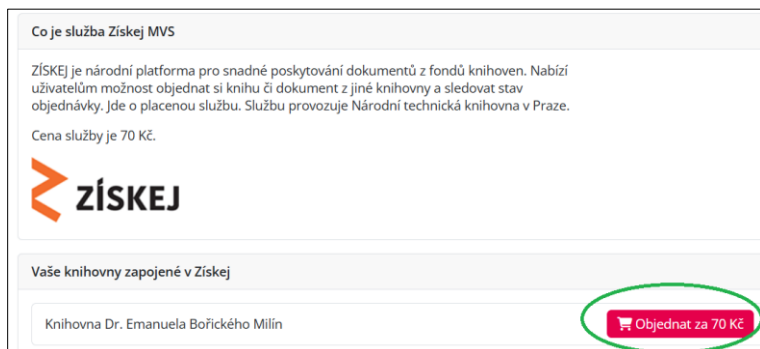 Co je služba Získej MVS
ZÍSKEJ je národní platforma pro snadné poskytování dokumentů z fondů knihoven. Nabízí
uživatelům možnost objednat si knihu či dokument z jiné knihovny a sledovat stav
objednávky. Jde o placenou službu. Službu provozuje Národní technická knihovna v Praze.
Cena služby je 70 Kč.
ZÍSKEJ
Vaše knihovny zapojené v Získej
Knihovna Dr. Emanuela Bořického Milín
Objednat za 70 Kč